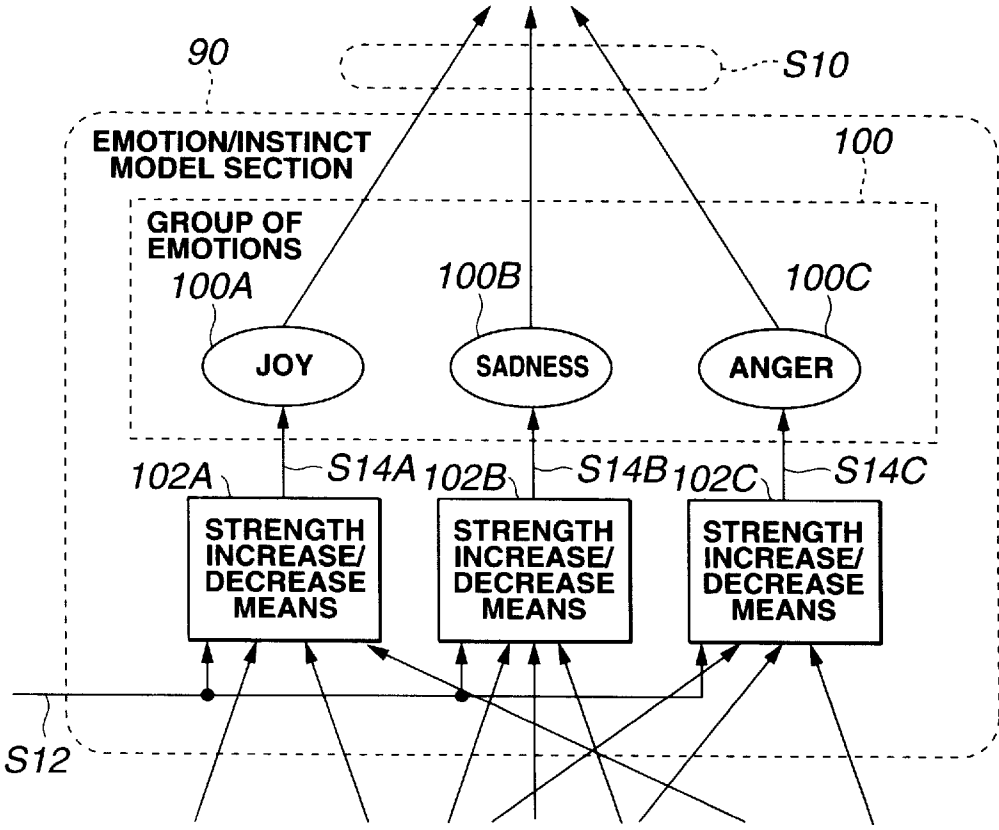 90
S10
EMOTION/INSTINCT
MODEL SECTION
100
GROUP OF
EMOTIONS
100A
100B
100C
JOY
SADNESS
ANGER
102A
S14A
102B
S14B
102C
S14C
STRENGTH
INCREASE/
DECREASE
MEANS
STRENGTH
INCREASE/
DECREASE
MEANS
STRENGTH
INCREASE/
DECREASE
MEANS
S12